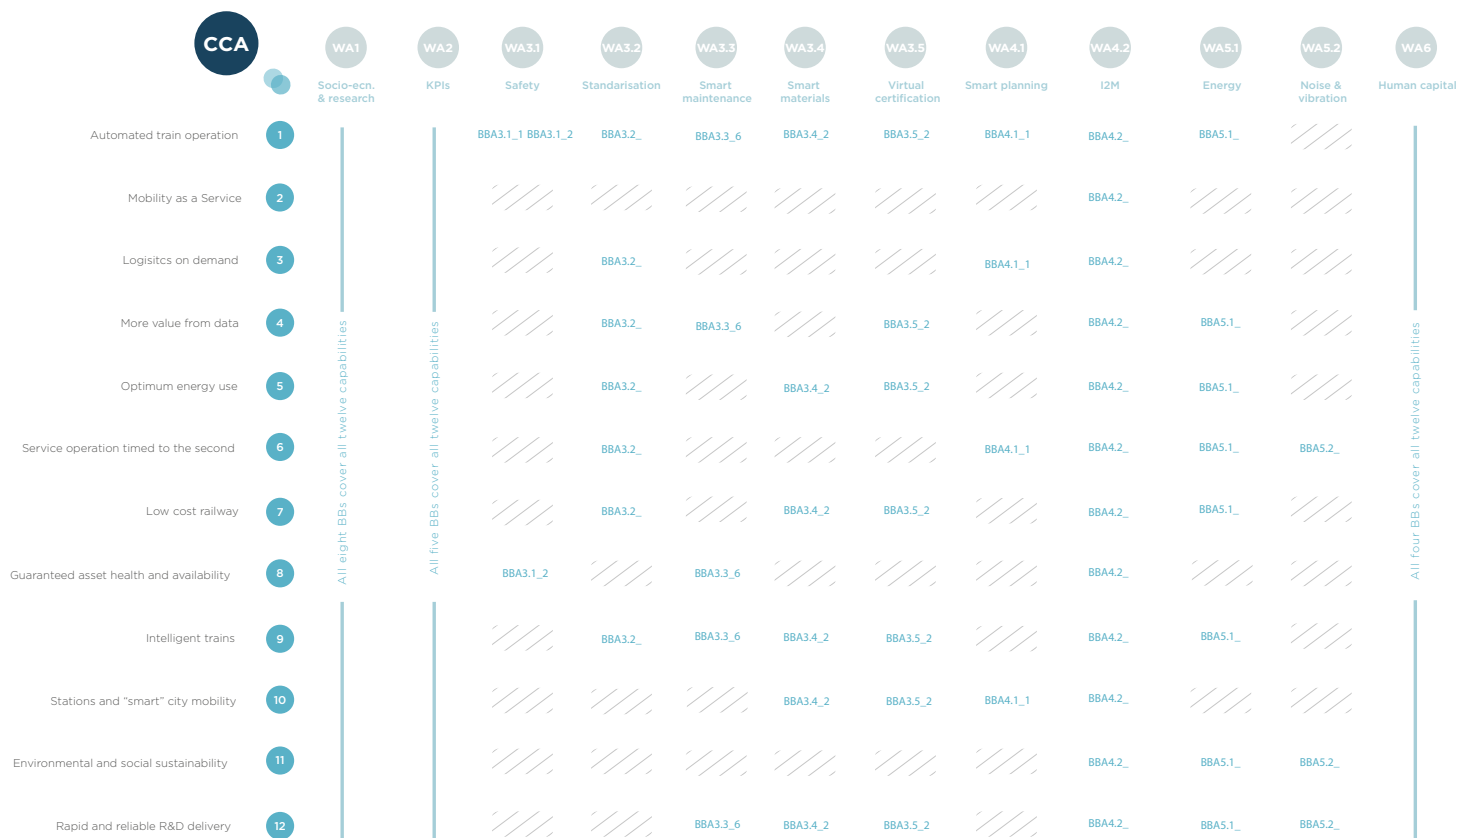 CCA
WA1 WA2 WA3.1 WA3.2 WA3.3 WA3.4 WA3.5 WA4.1 WA4.2 WA5.1 WA5.2 WA6
Socio-ecn. KPIs Safety Standarisation Smart Smart Virtual Smart planning I2M Energy Noise & Human capital
& research maintenance materials certification vibration
Automated train operation 1 BBA3.1_1 BBA3.1_2 BBA3.2_ BBA3.3_6 BBA3.4_2 BBA3.5_2 BBA4.1_1 BBA4.2_ BBA5.1_
Mobility as a Service 2 BBA4.2_
Logisitcs on demand 3 BBA3.2_ BBA4.1_1 BBA4.2_
More value from data 4 BBA3.2_ BBA3.3_6 BBA3.5_2 BBA4.2_ BBA5.1_
Optimum energy use 5 BBA3.2_ BBA3.4_2 BBA3.5_2 BBA4.2_ BBA5.1_
Service operation timed to the second 6 BBA3.2_ BBA4.1_1 BBA4.2_ BBA5.1_ BBA5.2_
Low cost railway 7 BBA3.2_ BBA3.4_2 BBA3.5_2 BBA4.2_ BBA5.1_
Guaranteed asset health and availability 8 BBA3.1_2 BBA3.3_6 BBA4.2_
Intelligent trains 9 BBA3.2_ BBA3.3_6 BBA3.4_2 BBA3.5_2 BBA4.2_ BBA5.1_
Stations and “smart” city mobility 10 BBA3.4_2 BBA3.5_2 BBA4.1_1 BBA4.2_
Environmental and social sustainability 11 BBA4.2_ BBA5.1_ BBA5.2_
Rapid and reliable R&D delivery 12 BBA3.3_6 BBA3.4_2 BBA3.5_2 BBA4.2_ BBA5.1_ BBA5.2_
All eight BBs cover all twelve capabilities
All five BBs cover all twelve capabilities
All four BBs cover all twelve capabilities